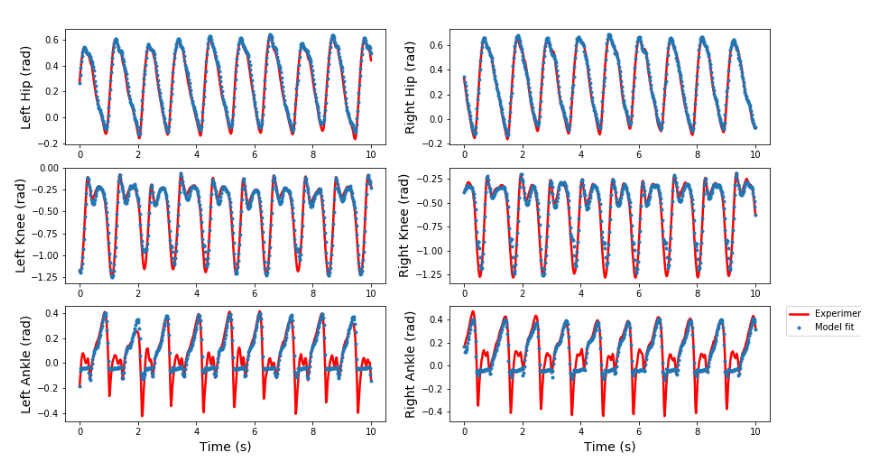 Left Hip (rad)
0.6
0.4
0.2
0.0
−0.2
0 2 4 6 8 10
Right Hip (rad)
0.6
0.4
0.2
0.0
−0.2
0 2 4 6 8 10
Left Knee (rad)
0.00
−0.25
−0.50
−0.75
−1.00
−1.25
0 2 4 6 8 10
Right Knee (rad)
−0.25
−0.50
−0.75
−1.00
−1.25
0 2 4 6 8 10
Left Ankle (rad)
0.4
0.2
0.0
−0.2
−0.4
0 2 4 6 8 10
Time (s)
Right Ankle (rad)
0.4
0.2
0.0
−0.2
−0.4
0 2 4 6 8 10
Time (s)
Experimer
Model fit